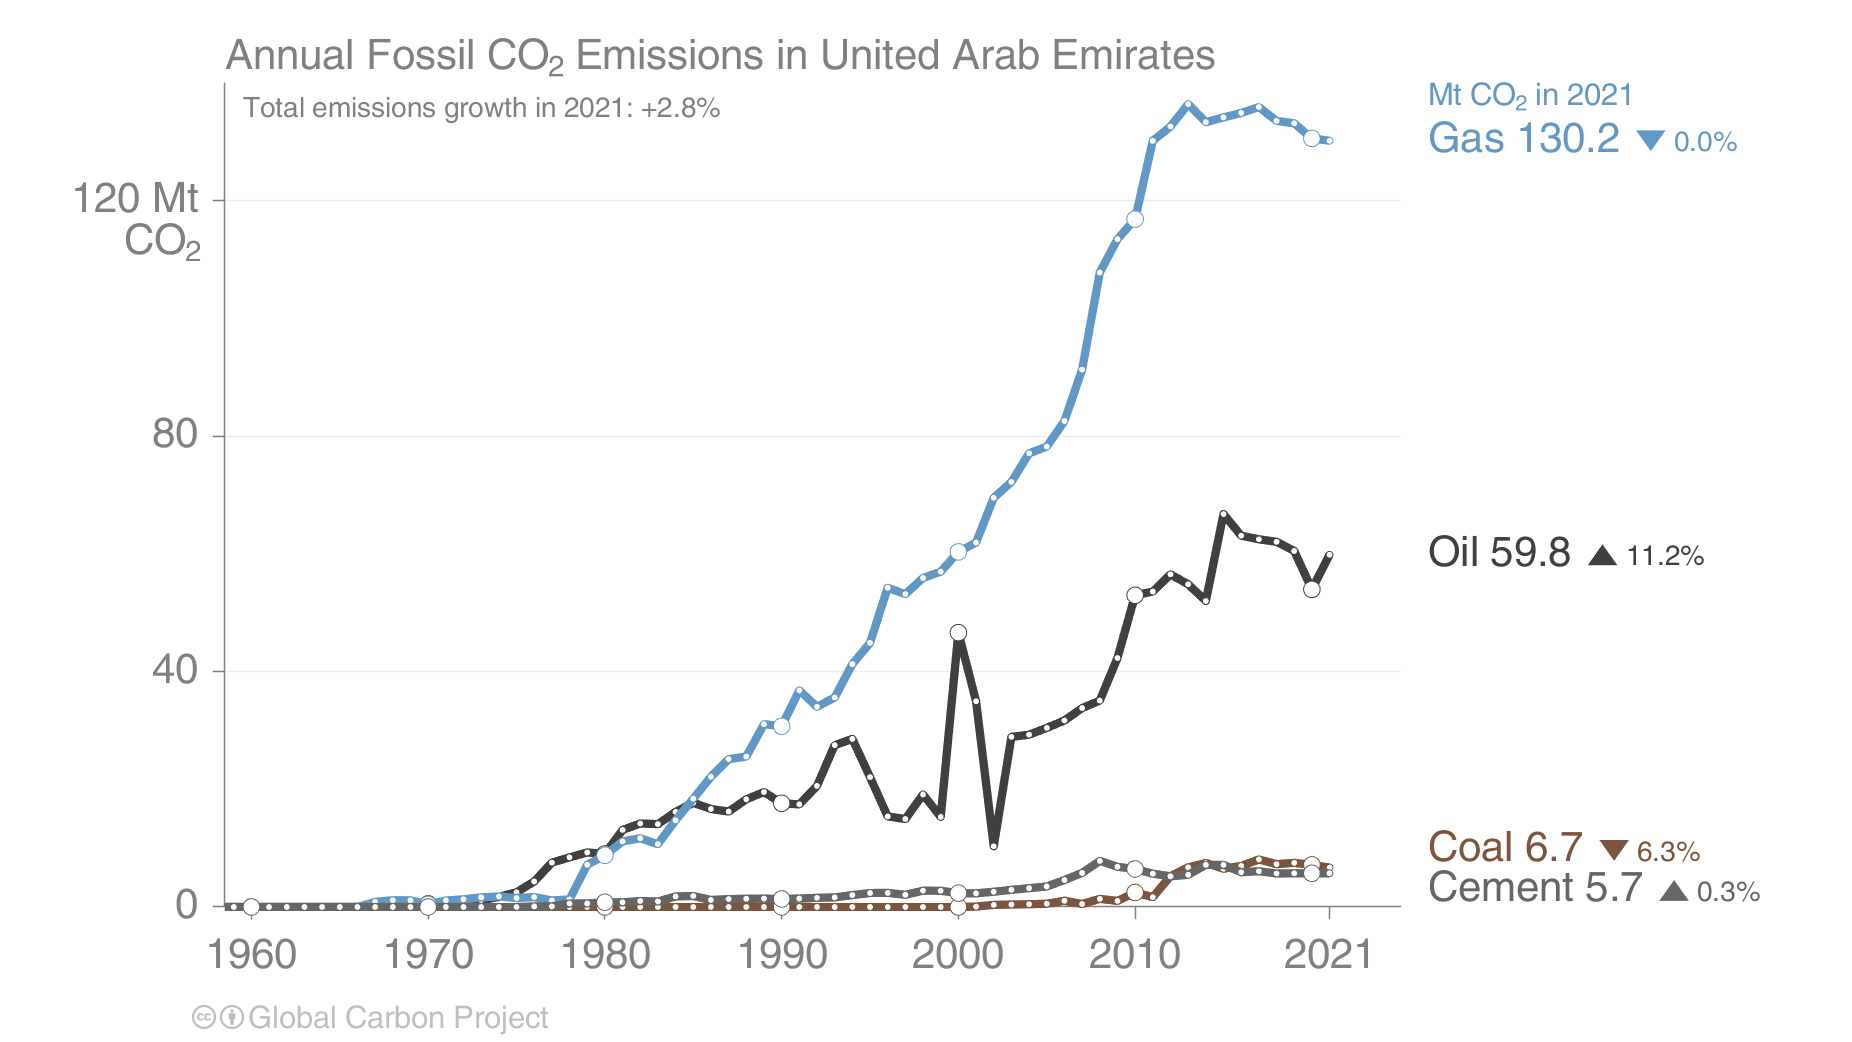 Annual Fossil CO₂ Emissions in United Arab Emirates
Total emissions growth in 2021: +2.8%
Mt CO₂ in 2021
Gas 130.2 ▼ 0.0%
120 Mt
CO₂
80
Oil 59.8 ▲ 11.2%
40
Coal 6.7 ▼ 6.3%
Cement 5.7 ▲ 0.3%
0
1960 1970 1980 1990 2000 2010 2021
cc Global Carbon Project